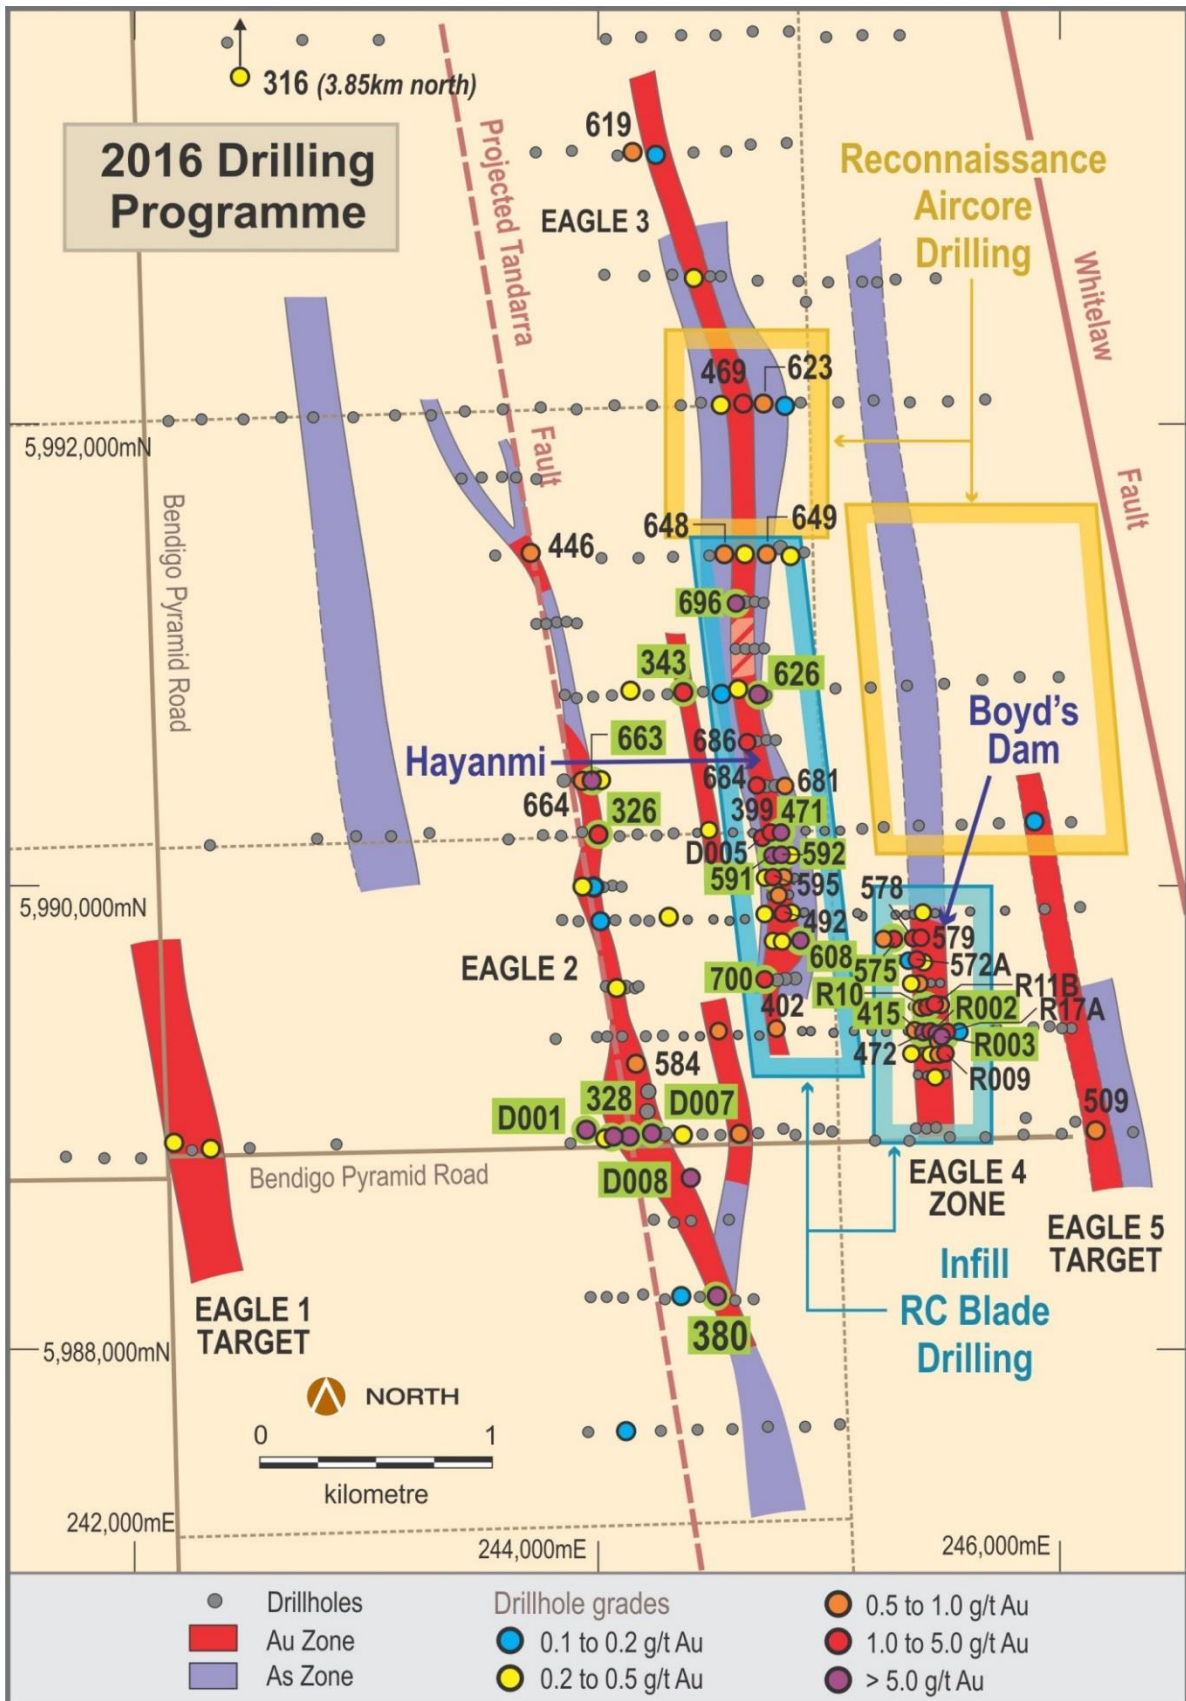 316 (3.85km north)
2016 Drilling
Programme
619
Projected Tandarra
Fault
EAGLE 3
Reconnaissance
Aircore
Drilling
Whitelaw
Fault
469
623
5,992,000mN
Bendigo Pyramid Road
446
648
649
696
343
626
Boyd's
Dam
Hayanmi
663
686
664
684
681
326
399
471
D005
592
591
595
578
5,990,000mN
492
579
608
575
572A
EAGLE 2
700
R10
R11B
402
415
R002
R17A
472
R003
584
R009
328
D001
D007
509
D008
Bendigo Pyramid Road
EAGLE 4
ZONE
EAGLE 5
TARGET
EAGLE 1
TARGET
Infill
RC Blade
Drilling
380
5,988,000mN
NORTH
0 1
kilometre
242,000mE
244,000mE
246,000mE
Drillholes
Au Zone
As Zone
Drillhole grades
0.1 to 0.2 g/t Au
0.2 to 0.5 g/t Au
0.5 to 1.0 g/t Au
1.0 to 5.0 g/t Au
> 5.0 g/t Au